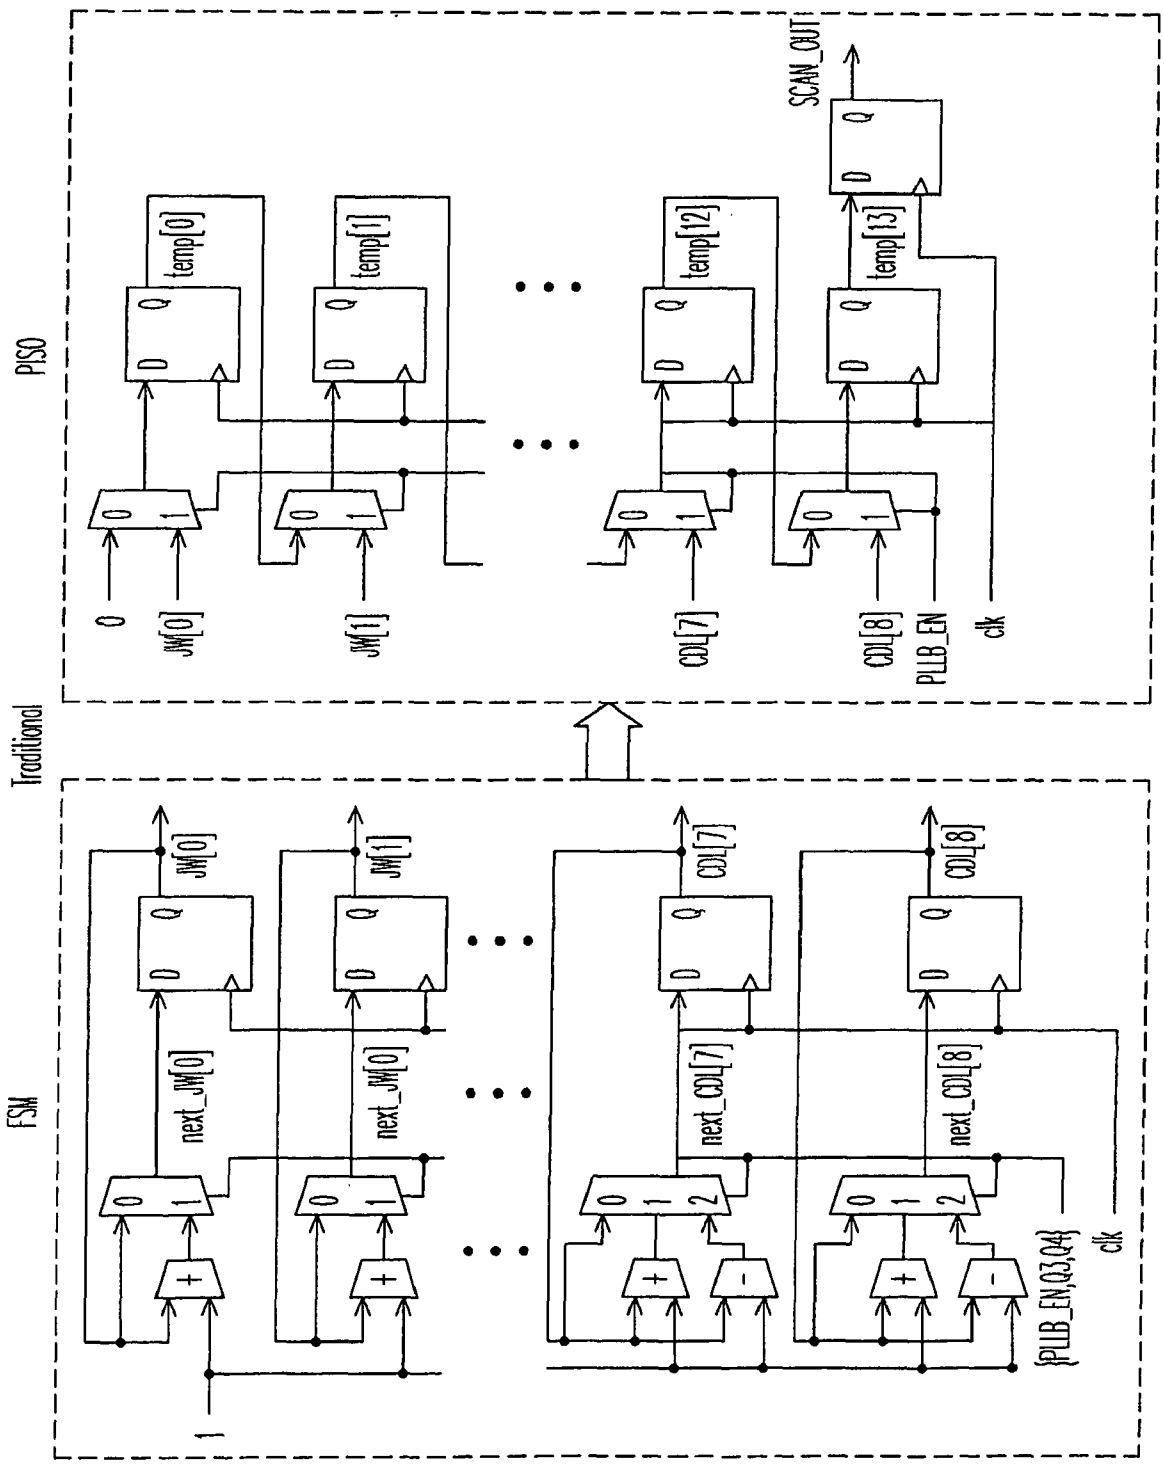 Traditional
FSM
1
+
0
1
next_JW[0]
D
Q
JW[0]
+
0
1
next_JW[0]
D
Q
JW[1]
+
-
0
1
2
next_CDL[7]
D
Q
CDL[7]
+
-
0
1
2
next_CDL[8]
D
Q
CDL[8]
{PLLB_EN,Q3,Q4}
clk
PISO
0
JW[0]
0
1
D
Q
temp[0]
JW[1]
0
1
D
Q
temp[1]
CDL[7]
0
1
D
Q
temp[12]
CDL[8]
0
1
D
Q
temp[13]
D
Q
SCAN_OUT
PLLB_EN
clk